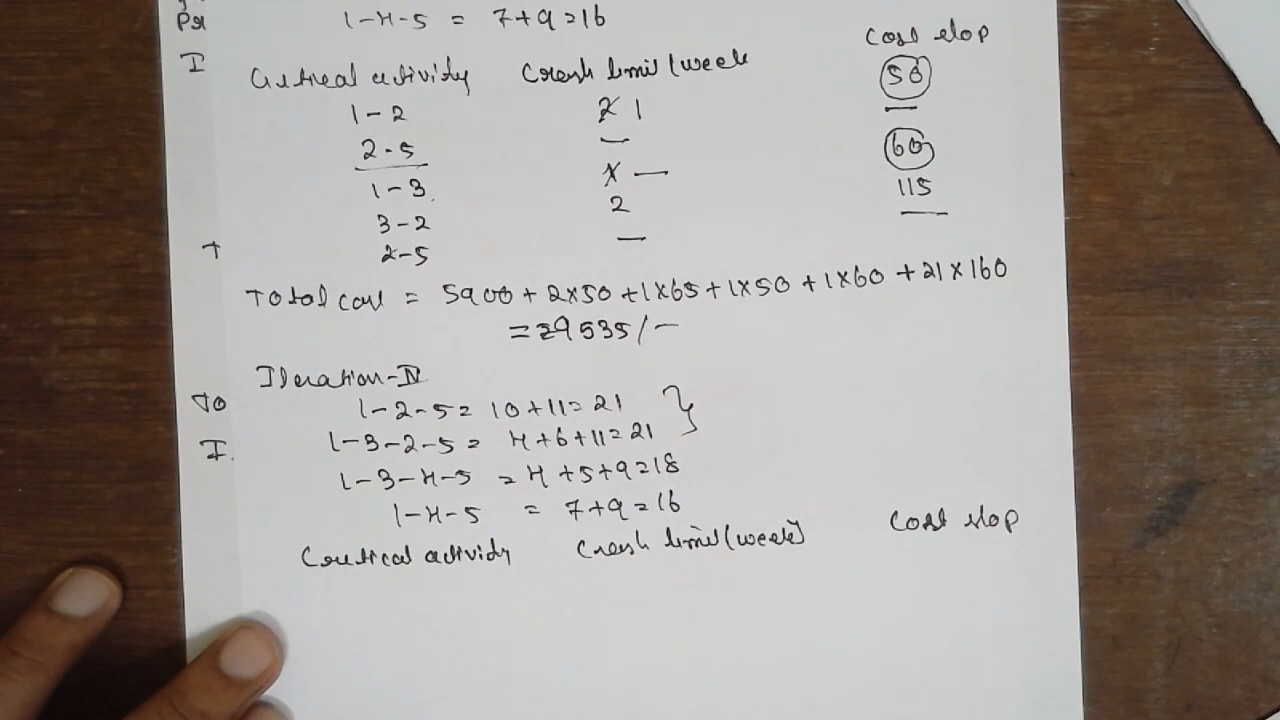 Pr
1-4-5 = 7+9=16
I
Critical activity Crash limit (week Cost slop
1-2 2 1 50
2-5 — —
1-3 1 — 60
3-2 2 115
2-5 — —
T
Total cost = 5900 + 2×50 +1×65+1×50 +1×60 +21×160
= 29535/-
Iteration-IV
To
1-2-5= 10+11=21
1-3-2-5= 4+6+11=21
I.
1-3-4-5 = 4+5+9=18
1-4-5 = 7+9=16
Critical activity Crash limit (week) Cost slop